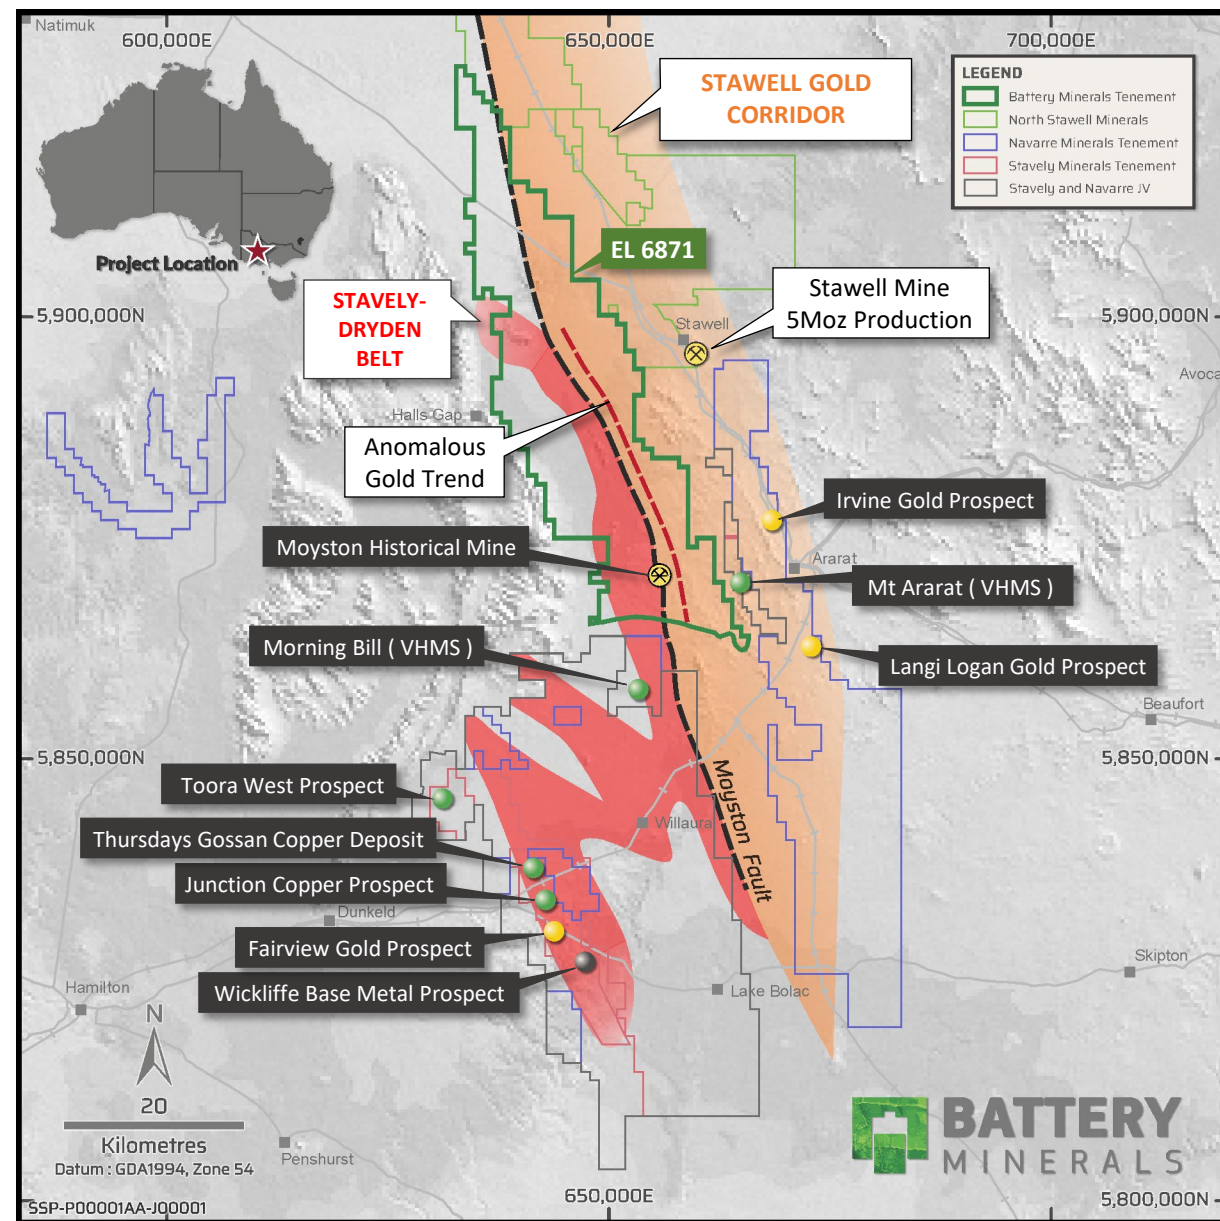 Natimuk
600,000E
650,000E
700,000E
LEGEND
Battery Minerals Tenement
North Stawell Minerals
Navarre Minerals Tenement
Stavely Minerals Tenement
Stavely and Navarre JV
STAWELL GOLD
CORRIDOR
EL 6871
Project Location
STAVELY-
DRYDEN
BELT
Stawell Mine
5Moz Production
Stawell
5,900,000N
5,900,000N
Avoca
Halls Gap
Anomalous
Gold Trend
Irvine Gold Prospect
Moyston Historical Mine
Ararat
Mt Ararat ( VHMS )
Morning Bill ( VHMS )
Langi Logan Gold Prospect
Beaufort
5,850,000N
5,850,000N
Moyston Fault
Toora West Prospect
Willaura
Thursdays Gossan Copper Deposit
Junction Copper Prospect
Dunkeld
Fairview Gold Prospect
Skipton
Wickliffe Base Metal Prospect
Lake Bolac
Hamilton
N
20
Kilometres
Datum : GDA1994, Zone 54
Penshurst
BATTERY
MINERALS
SSP-P00001AA-J00001
650,000E
5,800,000N